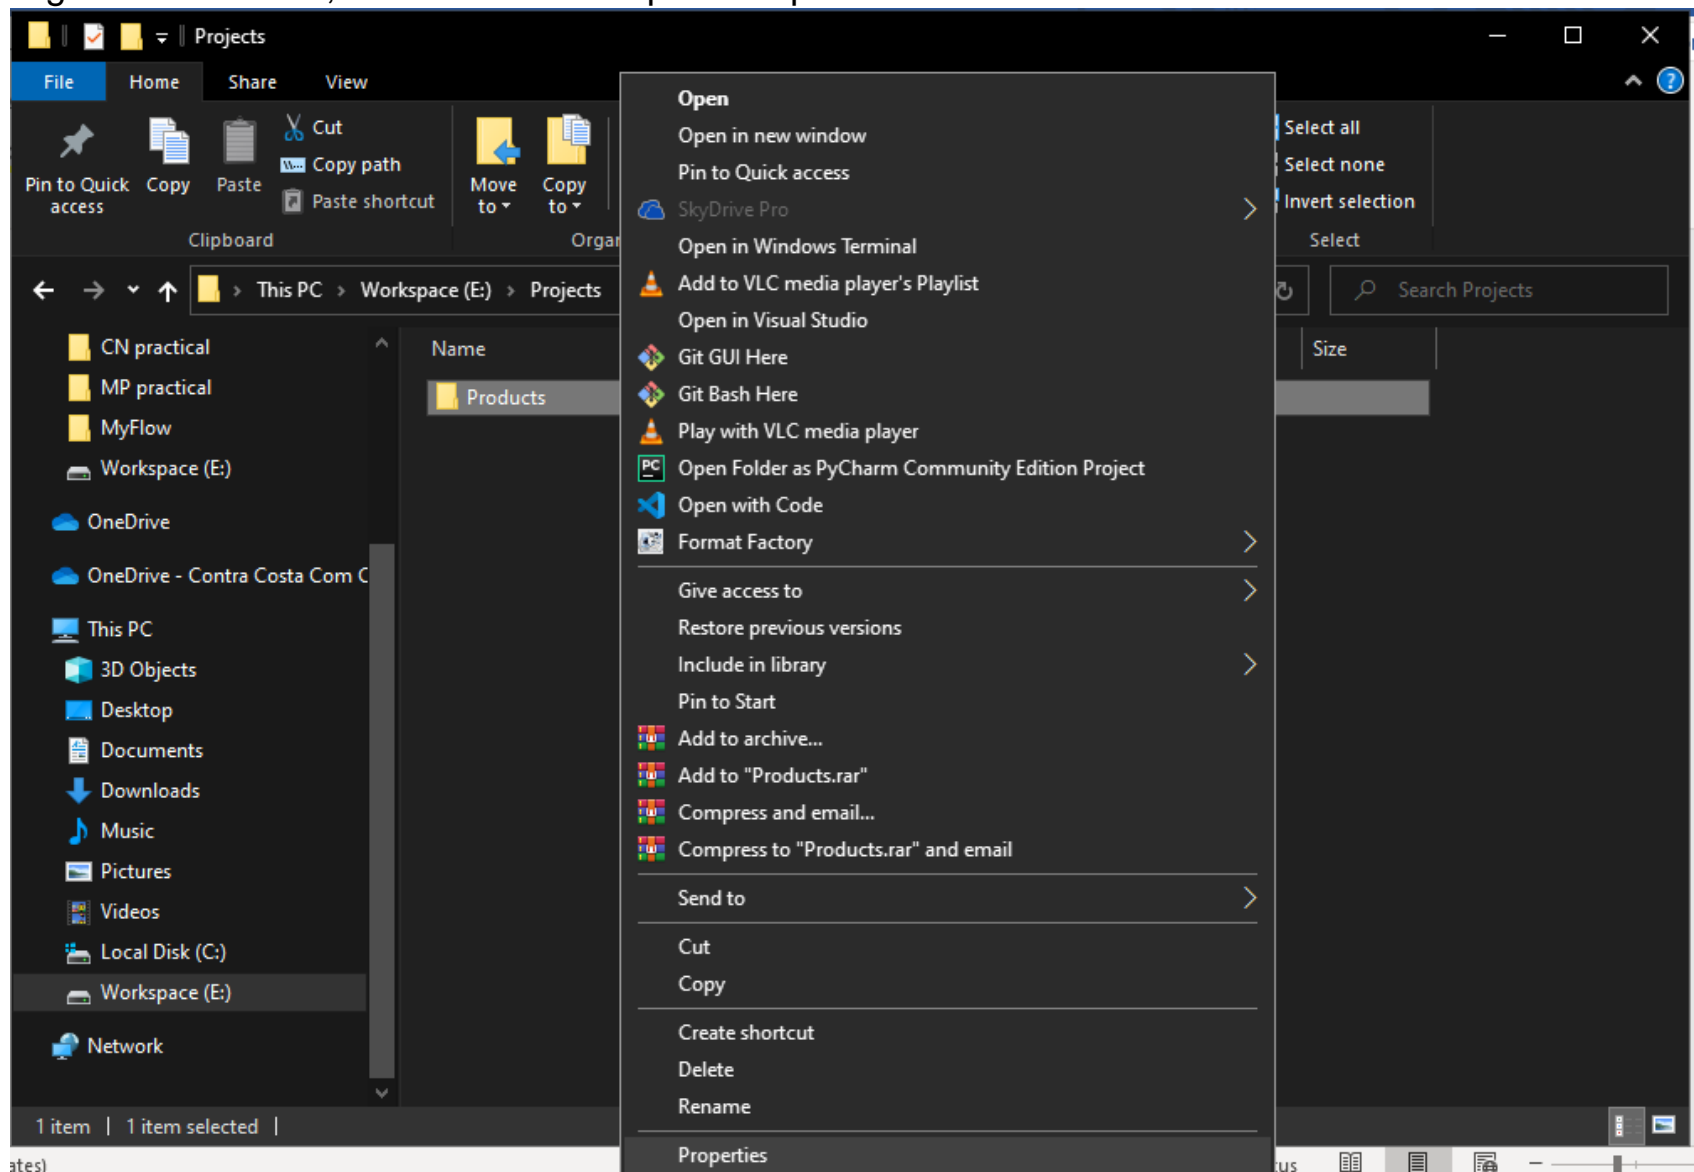 Projects
File Home Share View
Pin to Quick access
Copy
Paste
Cut
Copy path
Paste shortcut
Clipboard
Move to
Copy to
Orgar
Select all
Select none
Invert selection
Select
This PC > Workspace (E:) > Projects
Search Projects
CN practical
MP practical
MyFlow
Workspace (E:)
OneDrive
OneDrive - Contra Costa Com C
This PC
3D Objects
Desktop
Documents
Downloads
Music
Pictures
Videos
Local Disk (C:)
Workspace (E:)
Network
Name
Size
Products
Open
Open in new window
Pin to Quick access
SkyDrive Pro
Open in Windows Terminal
Add to VLC media player's Playlist
Open in Visual Studio
Git GUI Here
Git Bash Here
Play with VLC media player
PC Open Folder as PyCharm Community Edition Project
Open with Code
Format Factory
Give access to
Restore previous versions
Include in library
Pin to Start
Add to archive...
Add to "Products.rar"
Compress and email...
Compress to "Products.rar" and email
Send to
Cut
Copy
Create shortcut
Delete
Rename
Properties
1 item | 1 item selected |
ates)
cus